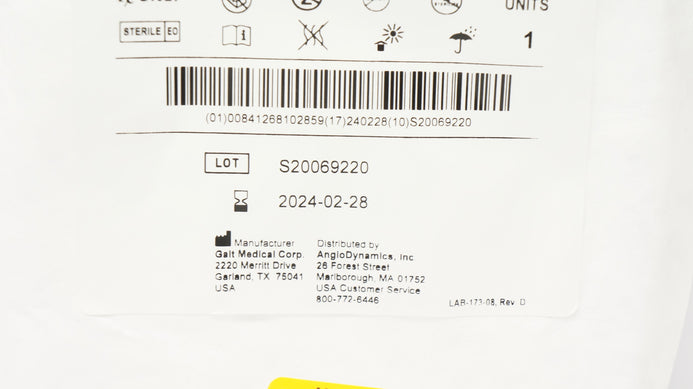 UNITS
STERILE EO
1
(01)00841268102859(17)240228(10)S20069220
LOT S20069220
2024-02-28
Manufacturer
Galt Medical Corp.
2220 Merritt Drive
Garland, TX 75041
USA
Distributed by
AngioDynamics, Inc
26 Forest Street
Marlborough, MA 01752
USA Customer Service
800-772-6446
LAB-173-08, Rev. D